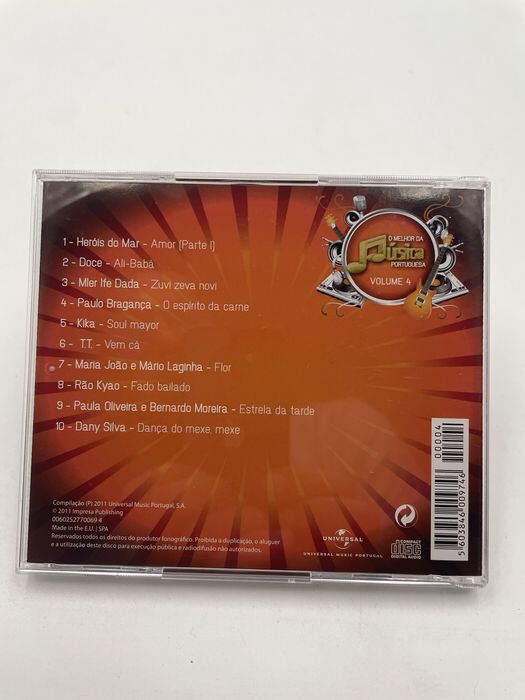 O MELHOR DA
Música
PORTUGUESA
VOLUME 4
1 - Heróis do Mar - Amor (Parte I)
2 - Doce - Ali-Babá
3 - Mler Ife Dada - Zuvi zeva novi
4 - Paulo Bragança - O espírito da carne
5 - Kika - Soul mayor
6 - T.T. - Vem cá
7 - Maria João e Mário Laginha - Flor
8 - Rão Kyao - Fado bailado
9 - Paula Oliveira e Bernardo Moreira - Estrela da tarde
10 - Dany Silva - Dança do mexe, mexe
00004
5 603846 009746
Compilação (P) 2011 Universal Music Portugal, S.A.
© 2011 Impresa Publishing
0060252770069 4
Made in the E.U. | SPA
Reservados todos os direitos do produtor fonográfico. Proibida a duplicação, o aluguer
e a utilização deste disco para execução pública e radiodifusão não autorizados.
UNIVERSAL
UNIVERSAL MUSIC PORTUGAL
COMPACT
disc
DIGITAL AUDIO